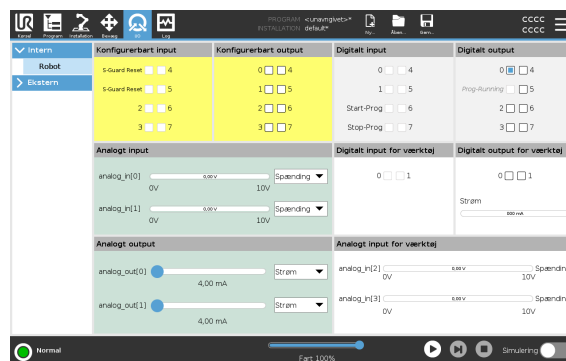 PROGRAM <unavngivet>*
INSTALLATION default*
CCCC
CCCC
Kørsel Program Installation Bevæg I/O Log Ny... Åben... Gem...
Intern
Robot
Ekstern
Konfigurerbart input
S-Guard Reset 4
S-Guard Reset 5
2 6
3 7
Konfigurerbart output
0 4
1 5
2 6
3 7
Digitalt input
0 4
1 5
Start-Prog 6
Stop-Prog 7
Digitalt output
0 4
Prog-Running 5
2 6
3 7
Analogt input
analog_in[0] 0,00 V Spænding
0V 10V
analog_in[1] 0,00 V Spænding
0V 10V
Digitalt input for værktøj
0 1
Digitalt output for værktøj
0 1
Strøm
600 mA
Analogt output
analog_out[0] Strøm
4,00 mA
analog_out[1] Strøm
4,00 mA
Analogt input for værktøj
analog_in[2] 0,00 V Spændin
0V 10V
analog_in[3] 0,00 V Spændin
0V 10V
Normal
Fart 100%
Simulering